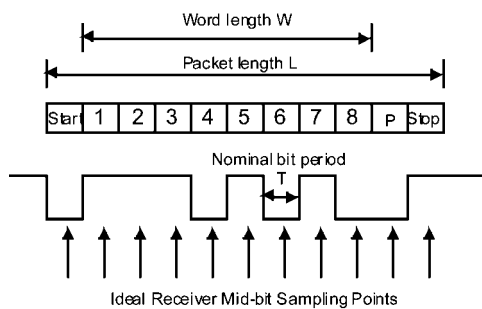 Word length W
Packet length L
Start 1 2 3 4 5 6 7 8 P Stop
Nominal bit period
T
Ideal Receiver Mid-bit Sampling Points